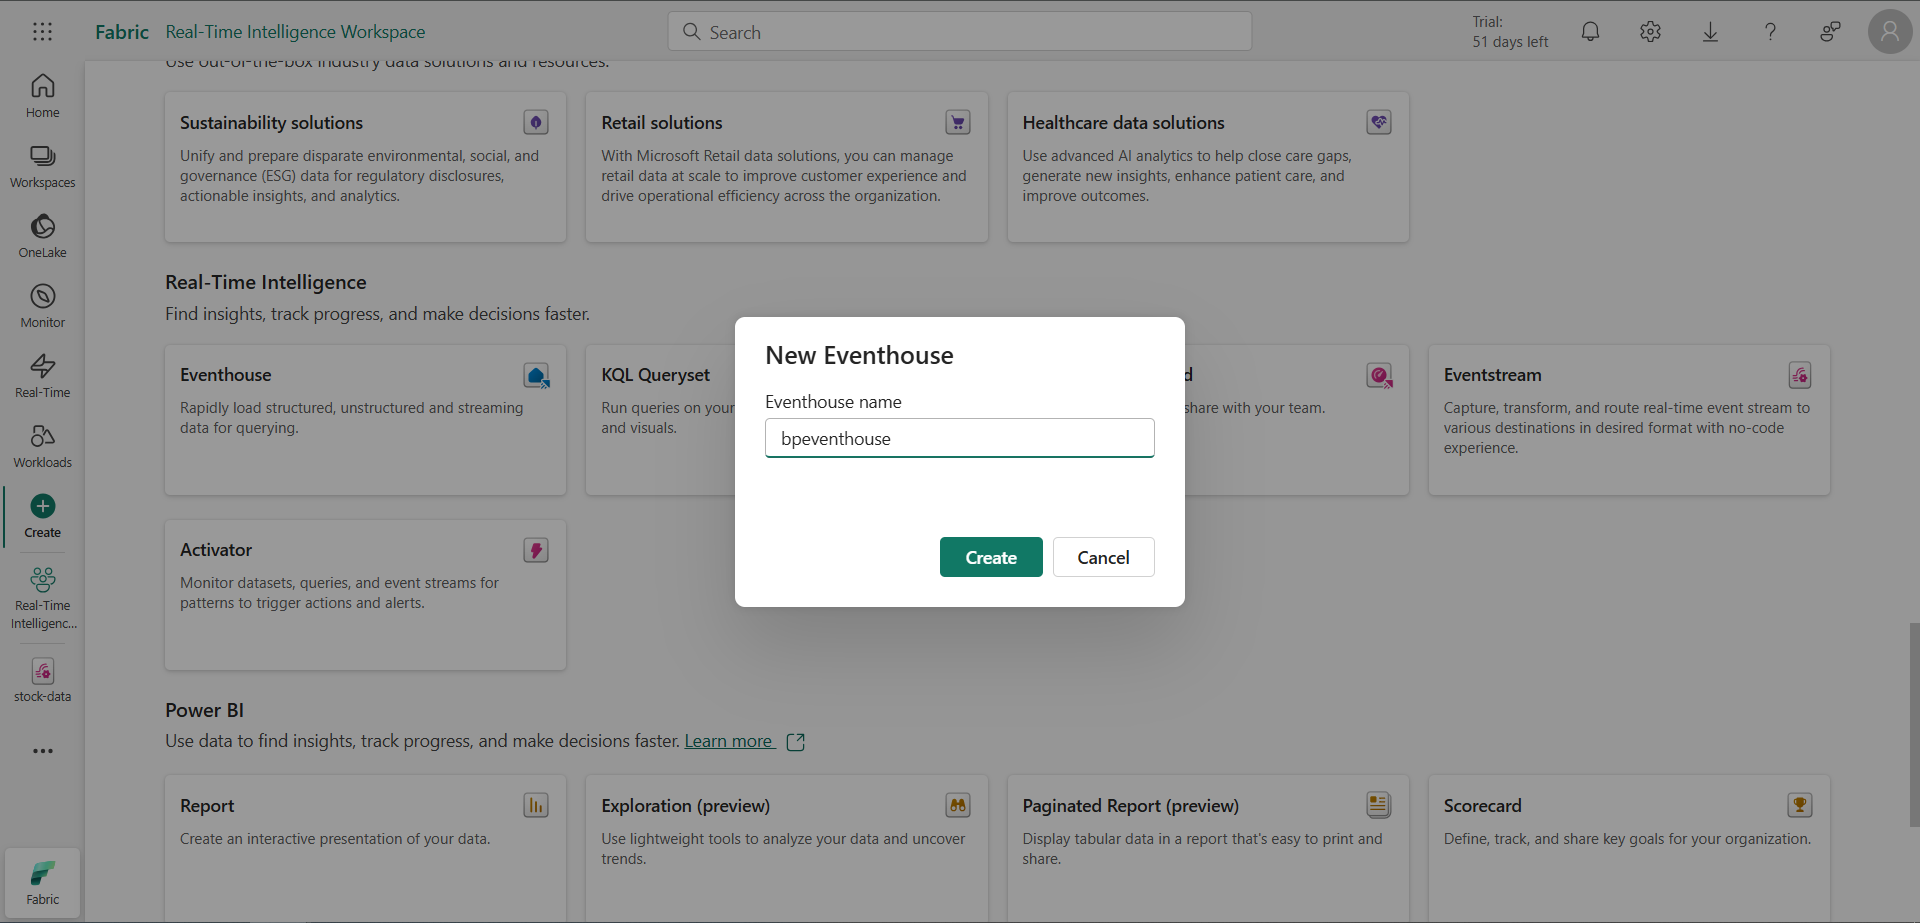 Fabric Real-Time Intelligence Workspace
Search
Trial:
51 days left
Home
Workspaces
OneLake
Monitor
Real-Time
Workloads
Create
Real-Time
Intelligenc...
stock-data
Fabric
Use out-of-the-box industry data solutions and resources.
Sustainability solutions
Unify and prepare disparate environmental, social, and
governance (ESG) data for regulatory disclosures,
actionable insights, and analytics.
Retail solutions
With Microsoft Retail data solutions, you can manage
retail data at scale to improve customer experience and
drive operational efficiency across the organization.
Healthcare data solutions
Use advanced AI analytics to help close care gaps,
generate new insights, enhance patient care, and
improve outcomes.
Real-Time Intelligence
Find insights, track progress, and make decisions faster.
Eventhouse
Rapidly load structured, unstructured and streaming
data for querying.
KQL Queryset
Run queries on your
and visuals.
d
share with your team.
Eventstream
Capture, transform, and route real-time event stream to
various destinations in desired format with no-code
experience.
Activator
Monitor datasets, queries, and event streams for
patterns to trigger actions and alerts.
New Eventhouse
Eventhouse name
bpeventhouse
Create
Cancel
Power BI
Use data to find insights, track progress, and make decisions faster. Learn more
Report
Create an interactive presentation of your data.
Exploration (preview)
Use lightweight tools to analyze your data and uncover
trends.
Paginated Report (preview)
Display tabular data in a report that's easy to print and
share.
Scorecard
Define, track, and share key goals for your organization.